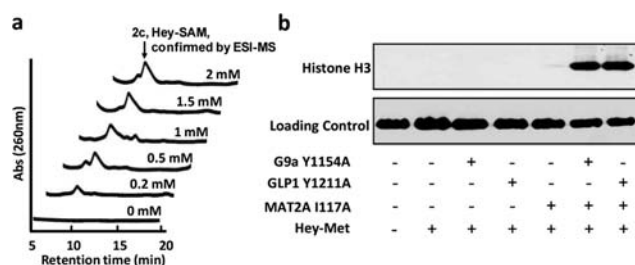 a
2c, Hey-SAM,
confirmed by ESI-MS
2 mM
1.5 mM
1 mM
0.5 mM
0.2 mM
0 mM
Abs (260nm)
5 10 15 20
Retention time (min)
b
Histone H3
Loading Control
G9a Y1154A - - + - - + -
GLP1 Y1211A - - - + - - +
MAT2A I117A - - - - + + +
Hey-Met - + + + + + +